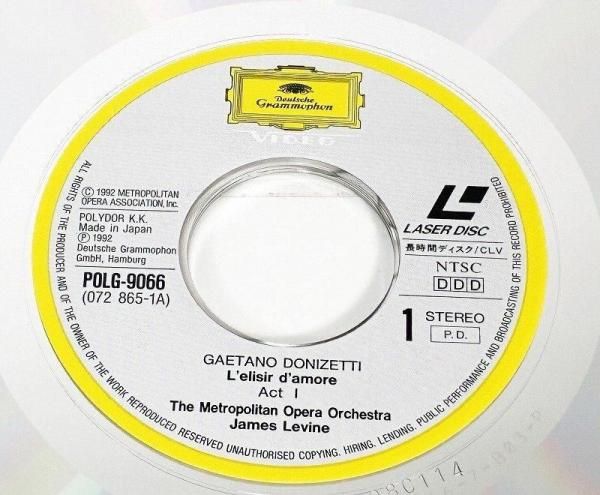 Deutsche
Grammophon
VIDEO
© 1992 METROPOLITAN
OPERA ASSOCIATION, Inc.
POLYDOR K.K.
Made in Japan
Ⓟ 1992
Deutsche Grammophon
GmbH, Hamburg
POLG-9066
(072 865-1A)
LASER DISC
長時間ディスク/CLV
NTSC
DDD
1 STEREO
P.D.
GAETANO DONIZETTI
L'elisir d'amore
Act I
The Metropolitan Opera Orchestra
James Levine
ALL RIGHTS OF THE PRODUCER AND OF THE OWNER OF THE WORK REPRODUCED RESERVED UNAUTHORISED COPYING, HIRING, LENDING, PUBLIC PERFORMANCE AND BROADCASTING OF THIS RECORD PROHIBITED